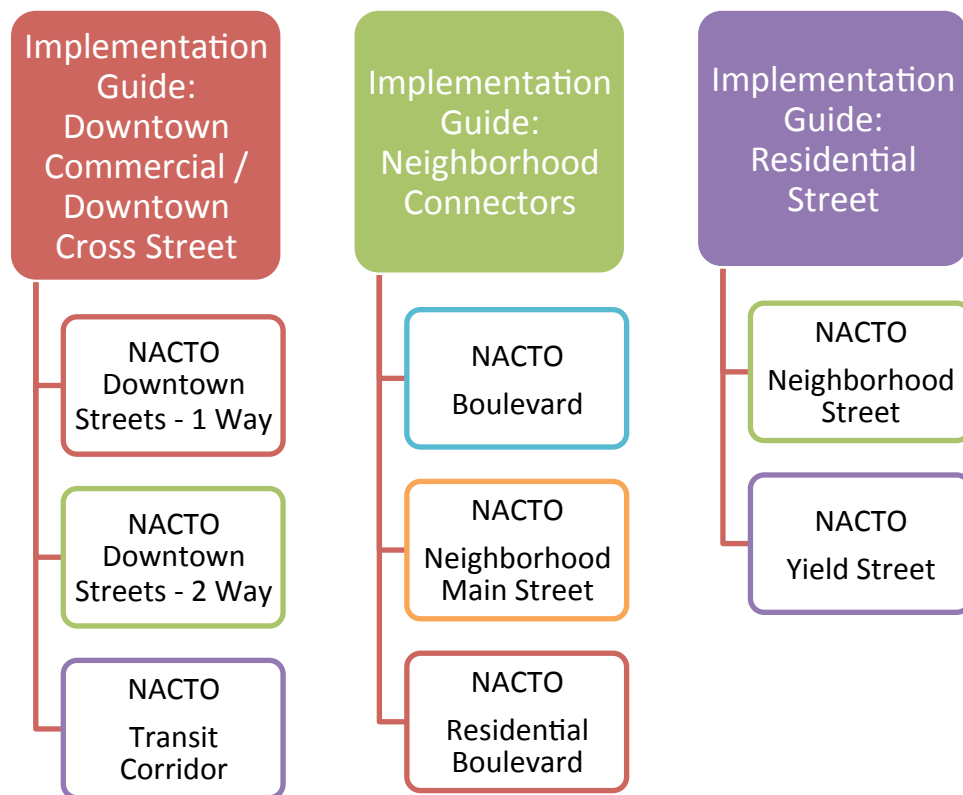 Implementation
Guide:
Downtown
Commercial /
Downtown
Cross Street
NACTO
Downtown
Streets - 1 Way
NACTO
Downtown
Streets - 2 Way
NACTO
Transit
Corridor
Implementation
Guide:
Neighborhood
Connectors
NACTO
Boulevard
NACTO
Neighborhood
Main Street
NACTO
Residential
Boulevard
Implementation
Guide:
Residential
Street
NACTO
Neighborhood
Street
NACTO
Yield Street